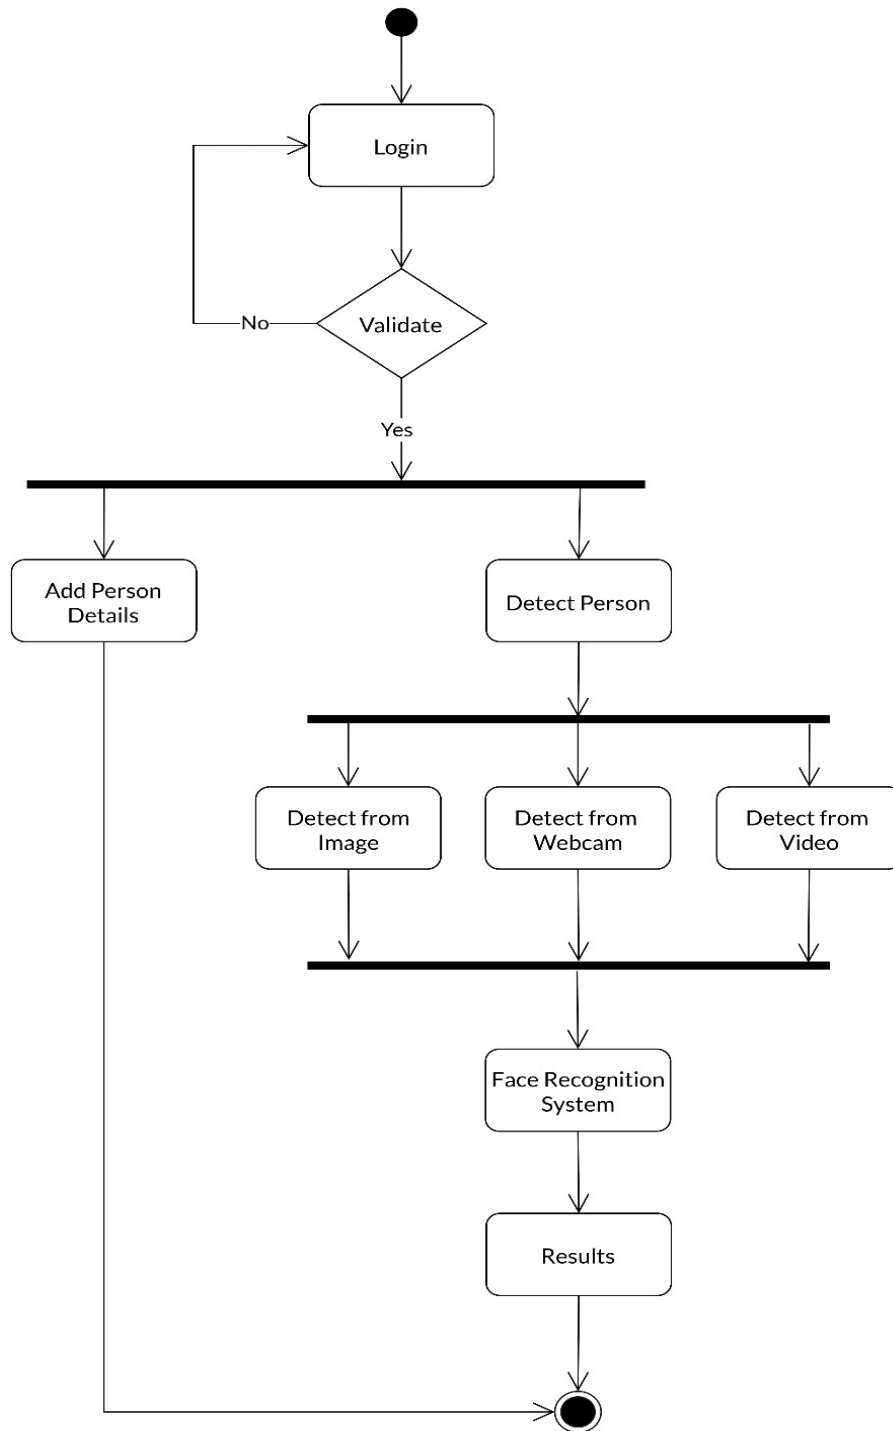 Login
Validate
No
Yes
Add Person
Details
Detect Person
Detect from
Image
Detect from
Webcam
Detect from
Video
Face Recognition
System
Results